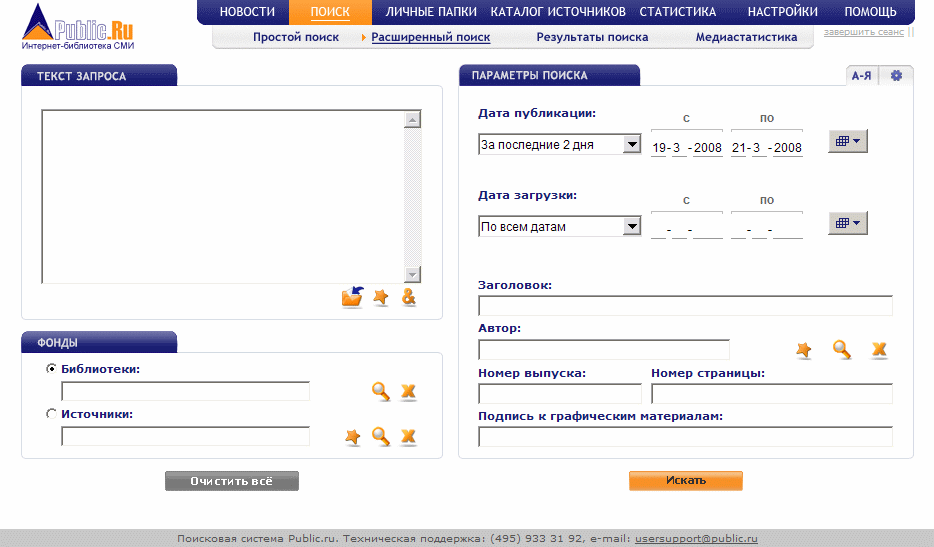 Public.Ru
Интернет-библиотека СМИ
НОВОСТИ ПОИСК ЛИЧНЫЕ ПАПКИ КАТАЛОГ ИСТОЧНИКОВ СТАТИСТИКА НАСТРОЙКИ ПОМОЩЬ
Простой поиск Расширенный поиск Результаты поиска Медиастатистика завершить сеанс
ТЕКСТ ЗАПРОСА
ПАРАМЕТРЫ ПОИСКА А-Я
Дата публикации: с по
За последние 2 дня 19-3 -2008 21-3 -2008
Дата загрузки: с по
По всем датам - - - -
&
Заголовок:
Автор:
Номер выпуска: Номер страницы:
Подпись к графическим материалам:
ФОНДЫ
Библиотеки:
Источники:
Очистить всё Искать
Поисковая система Public.ru. Техническая поддержка: (495) 933 31 92, e-mail: usersupport@public.ru